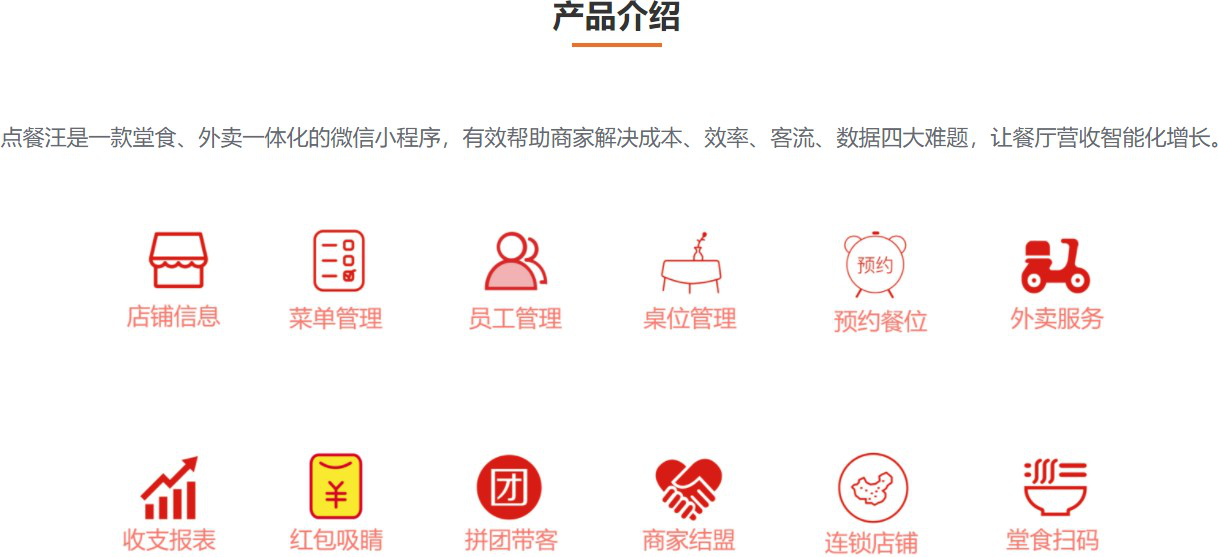 产品介绍
点餐汪是一款堂食、外卖一体化的微信小程序，有效帮助商家解决成本、效率、客流、数据四大难题，让餐厅营收智能化增长。
预约
店铺信息 菜单管理 员工管理 桌位管理 预约餐位 外卖服务
¥ 团
收支报表 红包吸睛 拼团带客 商家结盟 连锁店铺 堂食扫码